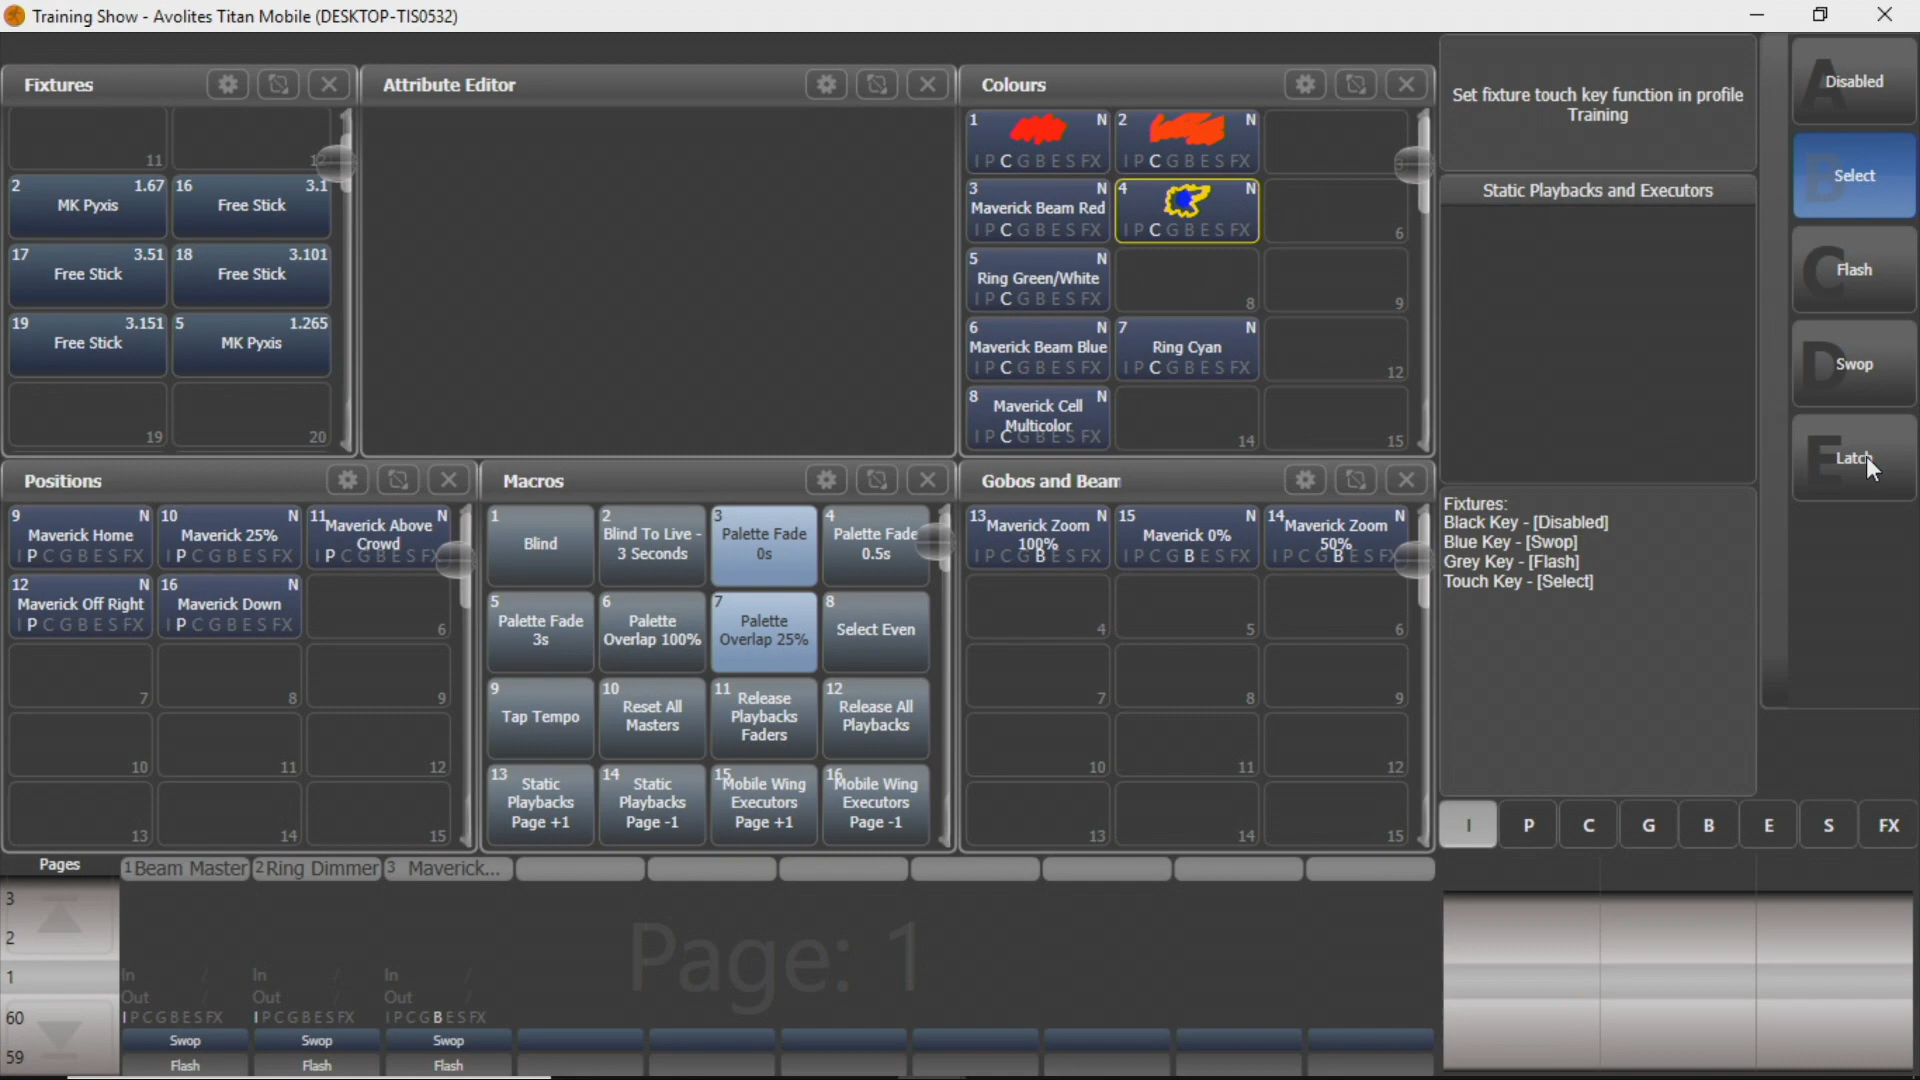 Training Show - Avolites Titan Mobile (DESKTOP-TIS0532)
Fixtures
11
12
2 1.67 MK Pyxis
16 3.1 Free Stick
17 3.51 Free Stick
18 3.101 Free Stick
19 3.151 Free Stick
5 1.265 MK Pyxis
19
20
Attribute Editor
Colours
1 N
I P C G B E S FX
2 N
I P C G B E S FX
3 N
Maverick Beam Red
I P C G B E S FX
4 N
I P C G B E S FX
6
5 N
Ring Green/White
I P C G B E S FX
8
9
6 N
Maverick Beam Blue
I P C G B E S FX
7 N
Ring Cyan
I P C G B E S FX
12
8 N
Maverick Cell
Multicolor
I P C G B E S FX
14
15
Set fixture touch key function in profile
Training
Static Playbacks and Executors
Fixtures:
Black Key - [Disabled]
Blue Key - [Swop]
Grey Key - [Flash]
Touch Key - [Select]
A Disabled
B Select
C Flash
D Swop
E Latch
Positions
9 N
Maverick Home
I P C G B E S FX
10 N
Maverick 25%
I P C G B E S FX
11 N
Maverick Above
Crowd
I P C G B E S FX
12 N
Maverick Off Right
I P C G B E S FX
16 N
Maverick Down
I P C G B E S FX
6
7
8
9
10
11
12
13
14
15
Macros
1
Blind
2
Blind To Live -
3 Seconds
3
Palette Fade
0s
4
Palette Fade
0.5s
5
Palette Fade
3s
6
Palette
Overlap 100%
7
Palette
Overlap 25%
8
Select Even
9
Tap Tempo
10
Reset All
Masters
11
Release
Playbacks
Faders
12
Release All
Playbacks
13
Static
Playbacks
Page +1
14
Static
Playbacks
Page -1
15
Mobile Wing
Executors
Page +1
16
Mobile Wing
Executors
Page -1
Gobos and Beam
13 N
Maverick Zoom
100%
I P C G B E S FX
15 N
Maverick 0%
I P C G B E S FX
14 N
Maverick Zoom
50%
I P C G B E S FX
4
5
6
7
8
9
10
11
12
13
14
15
I P C G B E S FX
Pages
3
2
1
60
59
1 Beam Master
2 Ring Dimmer
3 Maverick...
Page: 1
In / In / In /
Out / Out / Out /
I P C G B E S FX I P C G B E S FX I P C G B E S FX
Swop Swop Swop
Flash Flash Flash